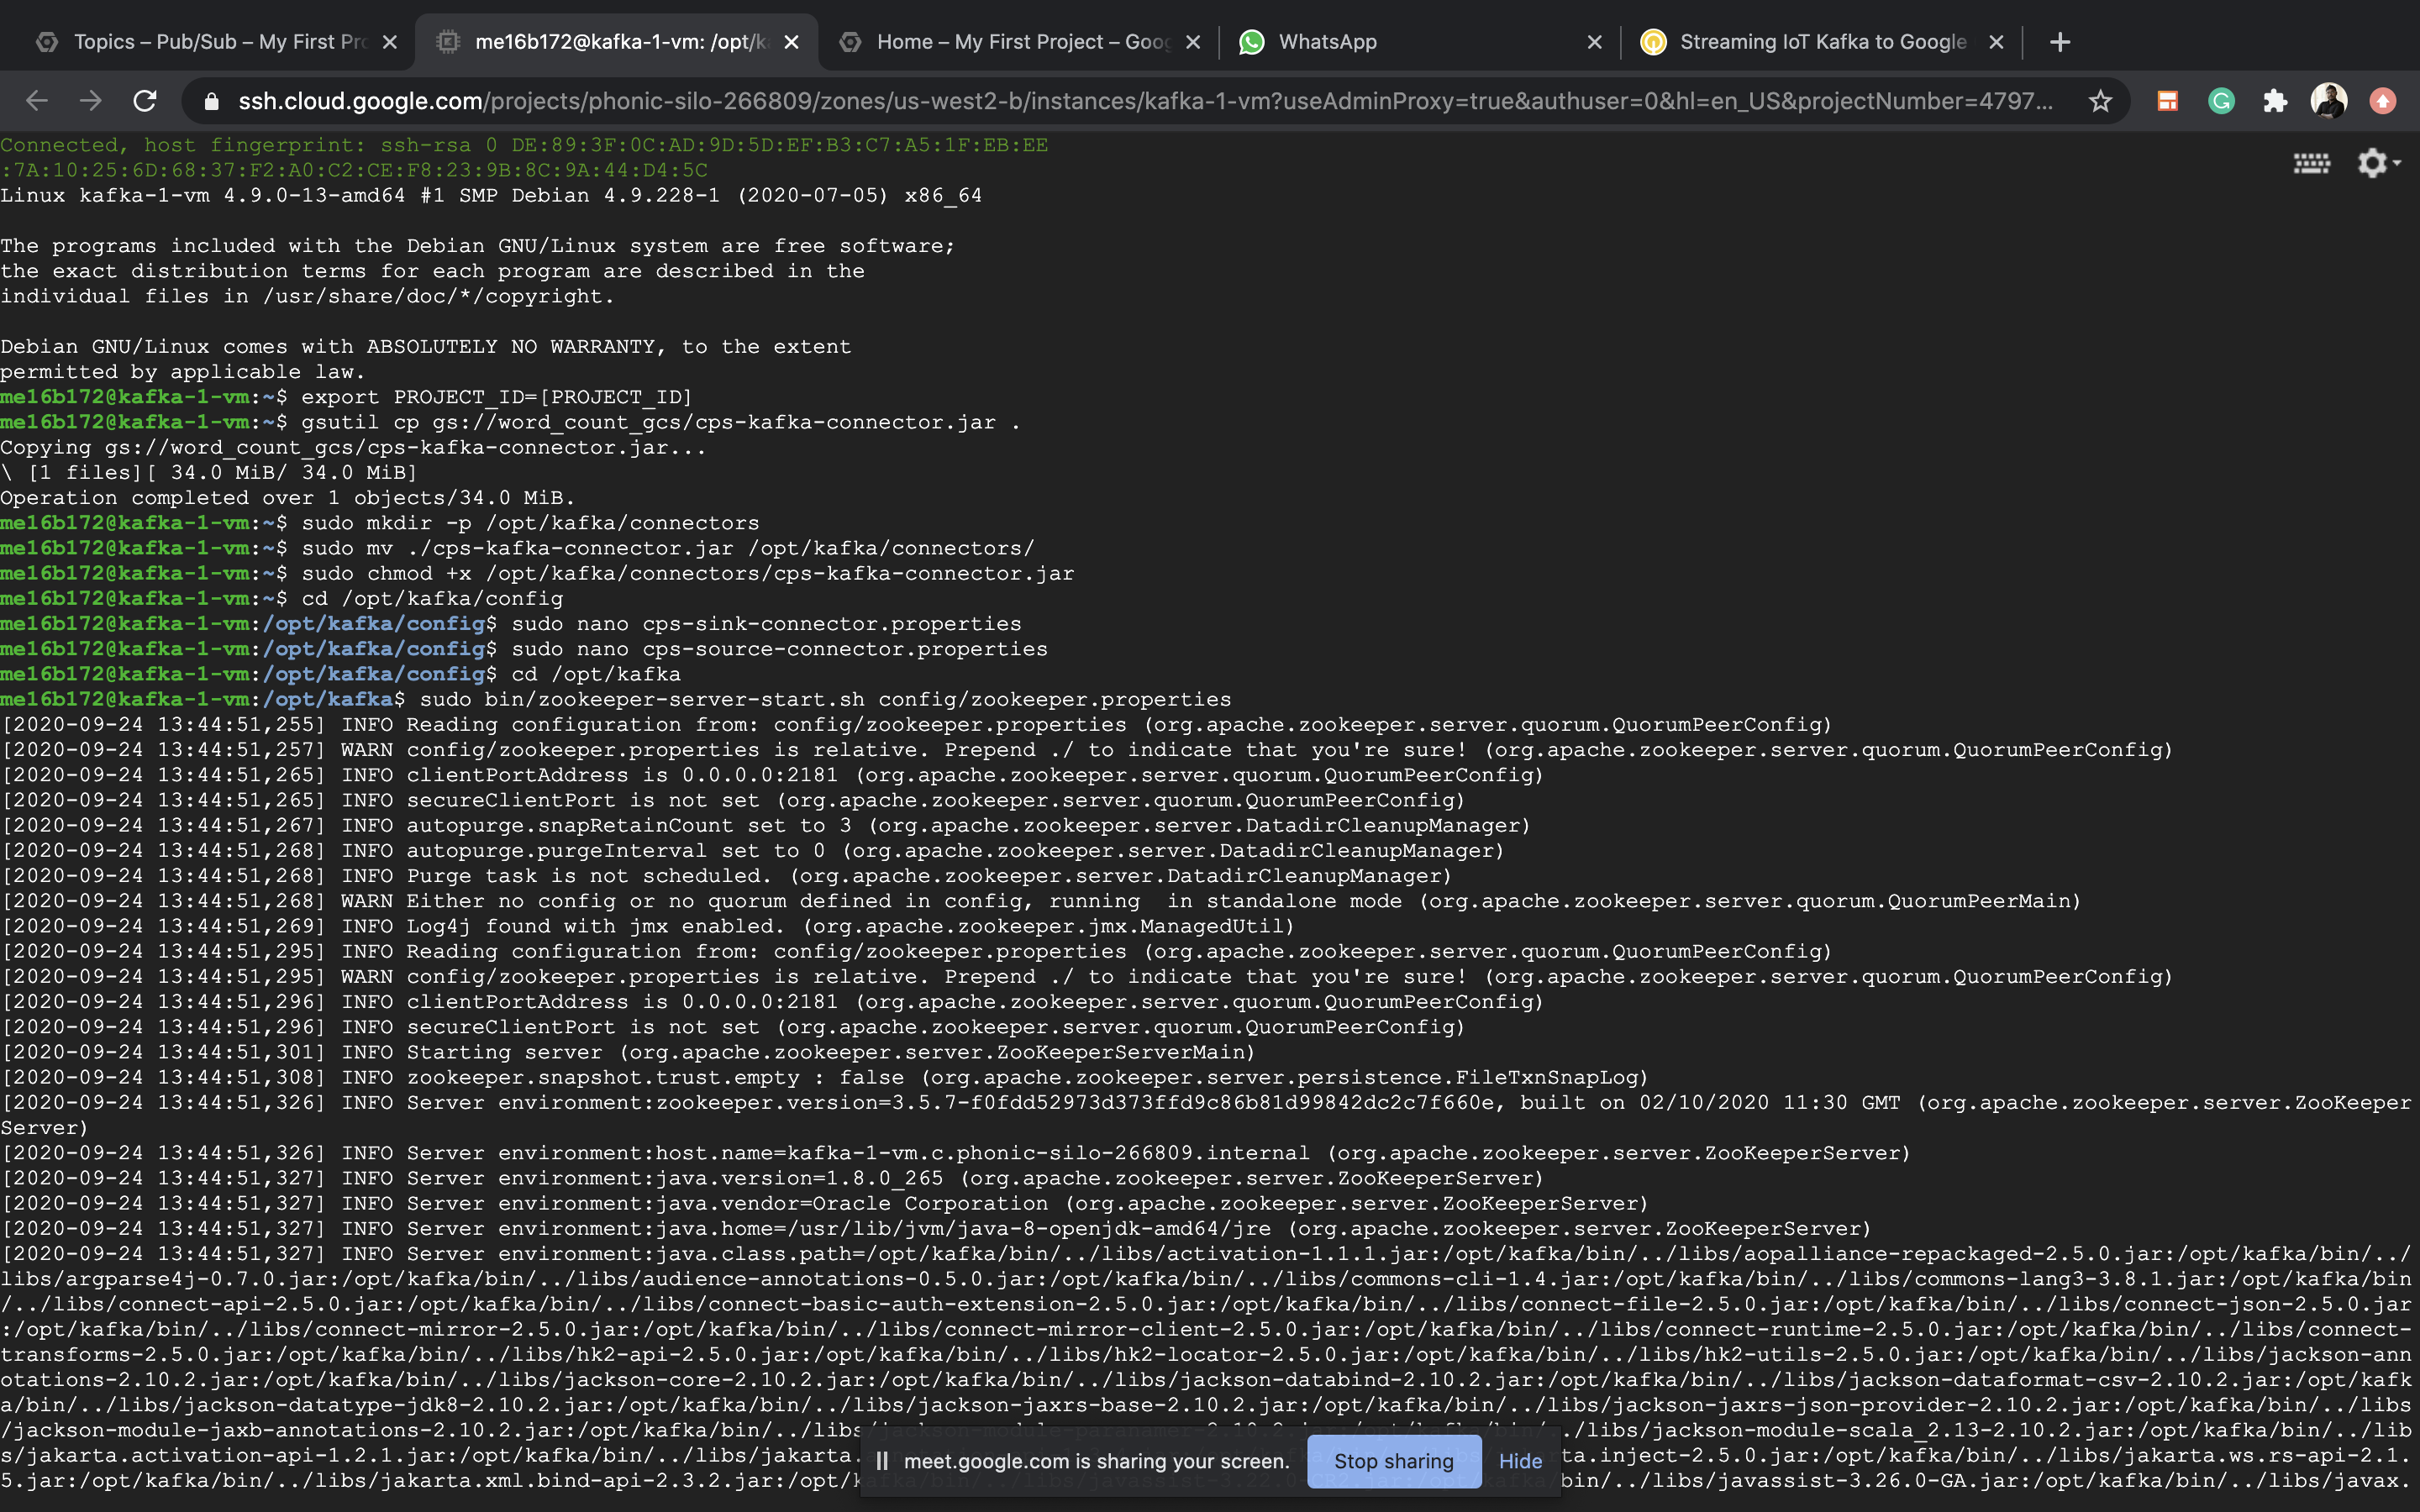 Topics – Pub/Sub – My First Pro
me16b172@kafka-1-vm: /opt/ka
Home – My First Project – Goog
WhatsApp
Streaming IoT Kafka to Google
ssh.cloud.google.com/projects/phonic-silo-266809/zones/us-west2-b/instances/kafka-1-vm?useAdminProxy=true&authuser=0&hl=en_US&projectNumber=4797...
Connected, host fingerprint: ssh-rsa 0 DE:89:3F:0C:AD:9D:5D:EF:B3:C7:A5:1F:EB:EE
:7A:10:25:6D:68:37:F2:A0:C2:CE:F8:23:9B:8C:9A:44:D4:5C
Linux kafka-1-vm 4.9.0-13-amd64 #1 SMP Debian 4.9.228-1 (2020-07-05) x86_64
The programs included with the Debian GNU/Linux system are free software;
the exact distribution terms for each program are described in the
individual files in /usr/share/doc/*/copyright.
Debian GNU/Linux comes with ABSOLUTELY NO WARRANTY, to the extent
permitted by applicable law.
me16b172@kafka-1-vm:~$ export PROJECT_ID=[PROJECT_ID]
me16b172@kafka-1-vm:~$ gsutil cp gs://word_count_gcs/cps-kafka-connector.jar .
Copying gs://word_count_gcs/cps-kafka-connector.jar...
\ [1 files][ 34.0 MiB/ 34.0 MiB]
Operation completed over 1 objects/34.0 MiB.
me16b172@kafka-1-vm:~$ sudo mkdir -p /opt/kafka/connectors
me16b172@kafka-1-vm:~$ sudo mv ./cps-kafka-connector.jar /opt/kafka/connectors/
me16b172@kafka-1-vm:~$ sudo chmod +x /opt/kafka/connectors/cps-kafka-connector.jar
me16b172@kafka-1-vm:~$ cd /opt/kafka/config
me16b172@kafka-1-vm:/opt/kafka/config$ sudo nano cps-sink-connector.properties
me16b172@kafka-1-vm:/opt/kafka/config$ sudo nano cps-source-connector.properties
me16b172@kafka-1-vm:/opt/kafka/config$ cd /opt/kafka
me16b172@kafka-1-vm:/opt/kafka$ sudo bin/zookeeper-server-start.sh config/zookeeper.properties
[2020-09-24 13:44:51,255] INFO Reading configuration from: config/zookeeper.properties (org.apache.zookeeper.server.quorum.QuorumPeerConfig)
[2020-09-24 13:44:51,257] WARN config/zookeeper.properties is relative. Prepend ./ to indicate that you're sure! (org.apache.zookeeper.server.quorum.QuorumPeerConfig)
[2020-09-24 13:44:51,265] INFO clientPortAddress is 0.0.0.0:2181 (org.apache.zookeeper.server.quorum.QuorumPeerConfig)
[2020-09-24 13:44:51,265] INFO secureClientPort is not set (org.apache.zookeeper.server.quorum.QuorumPeerConfig)
[2020-09-24 13:44:51,267] INFO autopurge.snapRetainCount set to 3 (org.apache.zookeeper.server.DatadirCleanupManager)
[2020-09-24 13:44:51,268] INFO autopurge.purgeInterval set to 0 (org.apache.zookeeper.server.DatadirCleanupManager)
[2020-09-24 13:44:51,268] INFO Purge task is not scheduled. (org.apache.zookeeper.server.DatadirCleanupManager)
[2020-09-24 13:44:51,268] WARN Either no config or no quorum defined in config, running  in standalone mode (org.apache.zookeeper.server.quorum.QuorumPeerMain)
[2020-09-24 13:44:51,269] INFO Log4j found with jmx enabled. (org.apache.zookeeper.jmx.ManagedUtil)
[2020-09-24 13:44:51,295] INFO Reading configuration from: config/zookeeper.properties (org.apache.zookeeper.server.quorum.QuorumPeerConfig)
[2020-09-24 13:44:51,295] WARN config/zookeeper.properties is relative. Prepend ./ to indicate that you're sure! (org.apache.zookeeper.server.quorum.QuorumPeerConfig)
[2020-09-24 13:44:51,296] INFO clientPortAddress is 0.0.0.0:2181 (org.apache.zookeeper.server.quorum.QuorumPeerConfig)
[2020-09-24 13:44:51,296] INFO secureClientPort is not set (org.apache.zookeeper.server.quorum.QuorumPeerConfig)
[2020-09-24 13:44:51,301] INFO Starting server (org.apache.zookeeper.server.ZooKeeperServerMain)
[2020-09-24 13:44:51,308] INFO zookeeper.snapshot.trust.empty : false (org.apache.zookeeper.server.persistence.FileTxnSnapLog)
[2020-09-24 13:44:51,326] INFO Server environment:zookeeper.version=3.5.7-f0fdd52973d373ffd9c86b81d99842dc2c7f660e, built on 02/10/2020 11:30 GMT (org.apache.zookeeper.server.ZooKeeper
Server)
[2020-09-24 13:44:51,326] INFO Server environment:host.name=kafka-1-vm.c.phonic-silo-266809.internal (org.apache.zookeeper.server.ZooKeeperServer)
[2020-09-24 13:44:51,327] INFO Server environment:java.version=1.8.0_265 (org.apache.zookeeper.server.ZooKeeperServer)
[2020-09-24 13:44:51,327] INFO Server environment:java.vendor=Oracle Corporation (org.apache.zookeeper.server.ZooKeeperServer)
[2020-09-24 13:44:51,327] INFO Server environment:java.home=/usr/lib/jvm/java-8-openjdk-amd64/jre (org.apache.zookeeper.server.ZooKeeperServer)
[2020-09-24 13:44:51,327] INFO Server environment:java.class.path=/opt/kafka/bin/../libs/activation-1.1.1.jar:/opt/kafka/bin/../libs/aopalliance-repackaged-2.5.0.jar:/opt/kafka/bin/../
libs/argparse4j-0.7.0.jar:/opt/kafka/bin/../libs/audience-annotations-0.5.0.jar:/opt/kafka/bin/../libs/commons-cli-1.4.jar:/opt/kafka/bin/../libs/commons-lang3-3.8.1.jar:/opt/kafka/bin
/../libs/connect-api-2.5.0.jar:/opt/kafka/bin/../libs/connect-basic-auth-extension-2.5.0.jar:/opt/kafka/bin/../libs/connect-file-2.5.0.jar:/opt/kafka/bin/../libs/connect-json-2.5.0.jar
:/opt/kafka/bin/../libs/connect-mirror-2.5.0.jar:/opt/kafka/bin/../libs/connect-mirror-client-2.5.0.jar:/opt/kafka/bin/../libs/connect-runtime-2.5.0.jar:/opt/kafka/bin/../libs/connect-
transforms-2.5.0.jar:/opt/kafka/bin/../libs/hk2-api-2.5.0.jar:/opt/kafka/bin/../libs/hk2-locator-2.5.0.jar:/opt/kafka/bin/../libs/hk2-utils-2.5.0.jar:/opt/kafka/bin/../libs/jackson-ann
otations-2.10.2.jar:/opt/kafka/bin/../libs/jackson-core-2.10.2.jar:/opt/kafka/bin/../libs/jackson-databind-2.10.2.jar:/opt/kafka/bin/../libs/jackson-dataformat-csv-2.10.2.jar:/opt/kafk
a/bin/../libs/jackson-datatype-jdk8-2.10.2.jar:/opt/kafka/bin/../libs/jackson-jaxrs-base-2.10.2.jar:/opt/kafka/bin/../libs/jackson-jaxrs-json-provider-2.10.2.jar:/opt/kafka/bin/../libs
/jackson-module-jaxb-annotations-2.10.2.jar:/opt/kafka/bin/../libs/jackson-module-paranamer-2.10.2.jar:/opt/kafka/bin/../libs/jackson-module-scala_2.13-2.10.2.jar:/opt/kafka/bin/../lib
s/jakarta.activation-api-1.2.1.jar:/opt/kafka/bin/../libs/jakarta. ta.inject-2.5.0.jar:/opt/kafka/bin/../libs/jakarta.ws.rs-api-2.1.
5.jar:/opt/kafka/bin/../libs/jakarta.xml.bind-api-2.3.2.jar:/opt/kafka/bin/../libs/javassist-3.22.0-CR2.jar:/opt/kafka/bin/../libs/javassist-3.26.0-GA.jar:/opt/kafka/bin/../libs/javax.
meet.google.com is sharing your screen.
Stop sharing
Hide